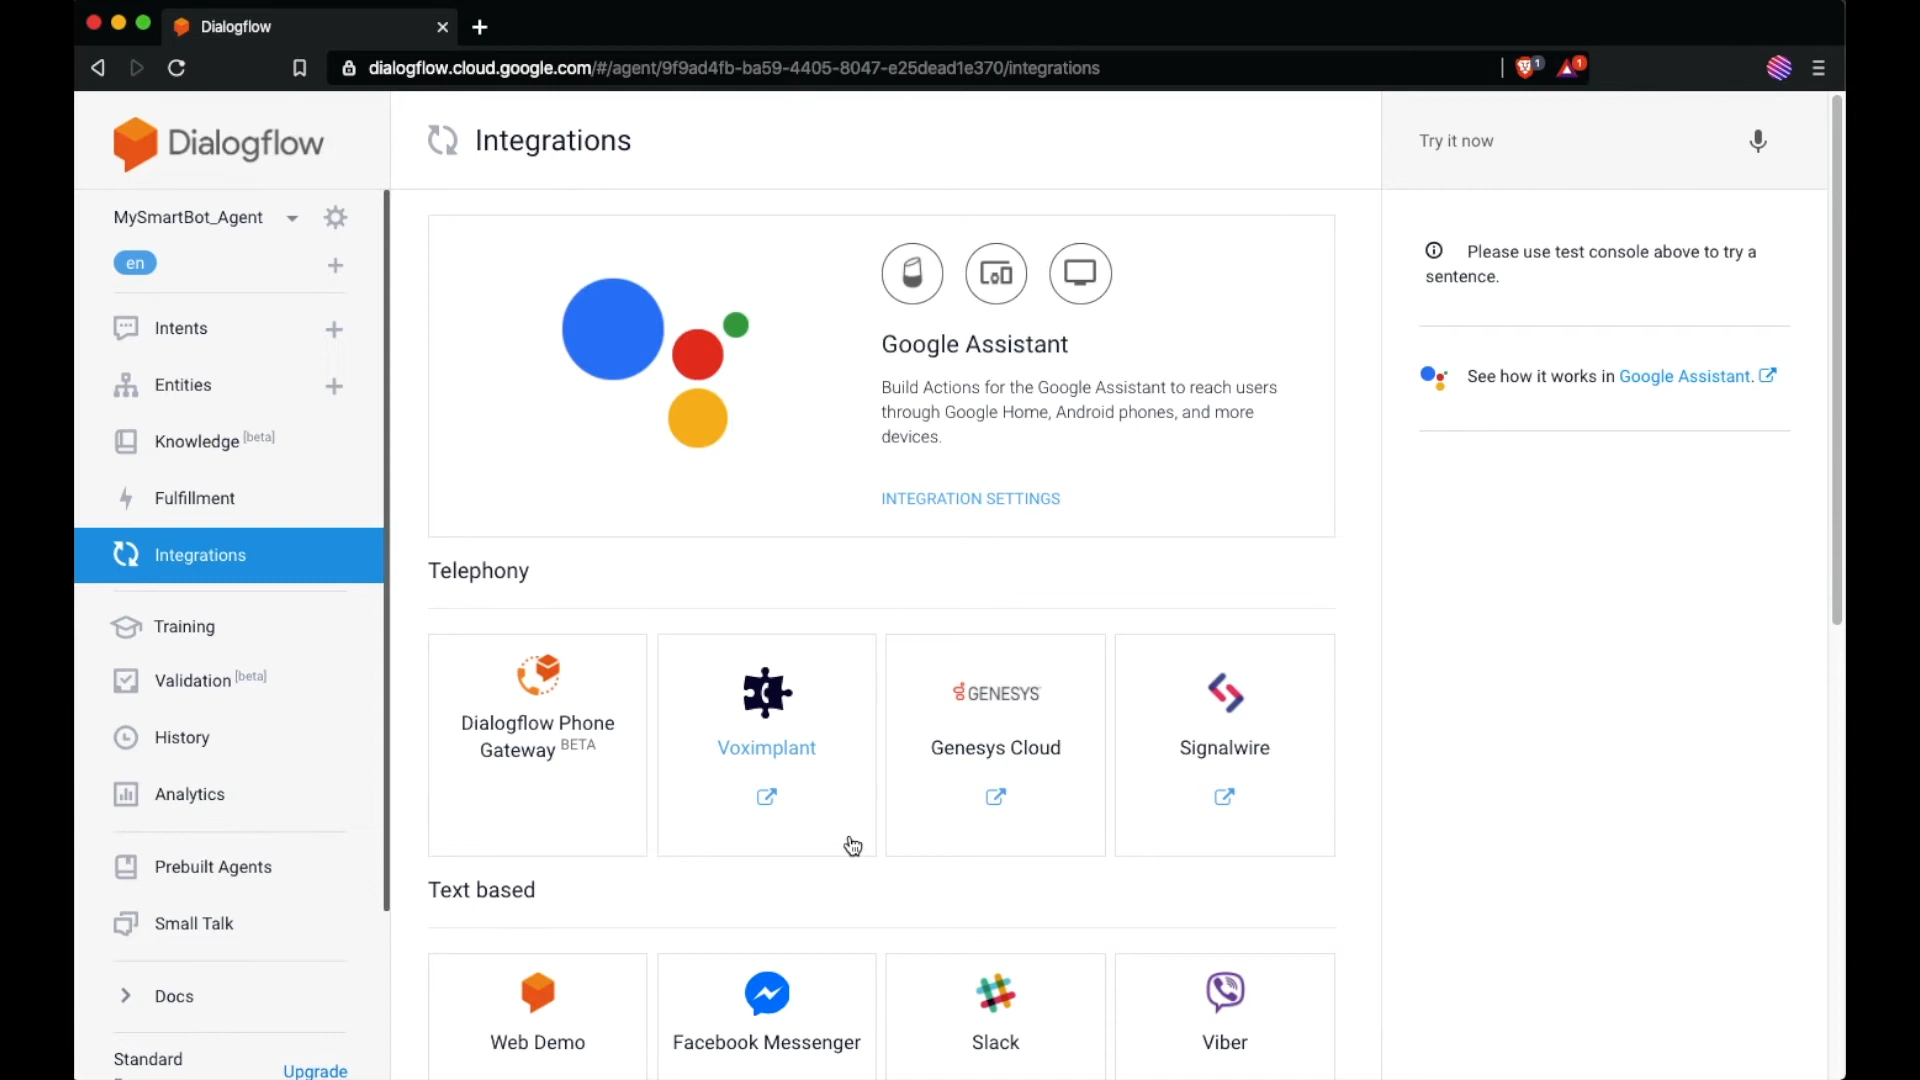 Dialogflow
dialogflow.cloud.google.com/#/agent/9f9ad4fb-ba59-4405-8047-e25dead1e370/integrations
1
1
Dialogflow
MySmartBot_Agent
en
Intents
Entities
Knowledge [beta]
Fulfillment
Integrations
Training
Validation [beta]
History
Analytics
Prebuilt Agents
Small Talk
Docs
Standard
Upgrade
Integrations
Google Assistant
Build Actions for the Google Assistant to reach users
through Google Home, Android phones, and more
devices.
INTEGRATION SETTINGS
Telephony
Dialogflow Phone
Gateway BETA
Voximplant
GENESYS
Genesys Cloud
Signalwire
Text based
Web Demo
Facebook Messenger
Slack
Viber
Try it now
Please use test console above to try a
sentence.
See how it works in Google Assistant.